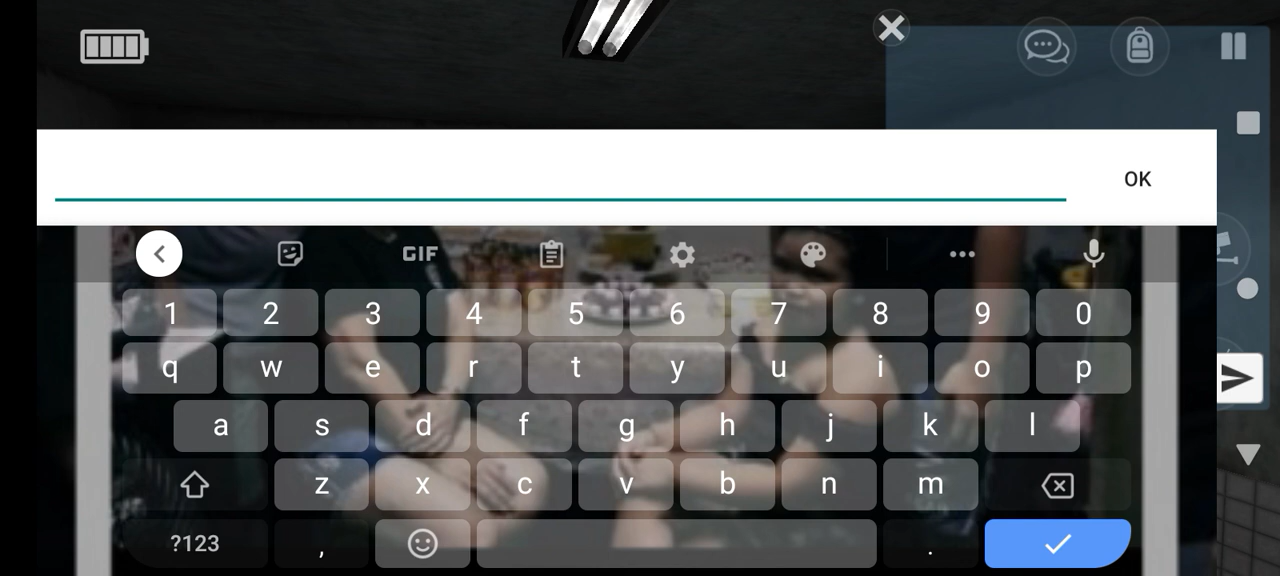 OK
GIF
1 2 3 4 5 6 7 8 9 0
q w e r t y u i o p
a s d f g h j k l
z x c v b n m
?123 , .